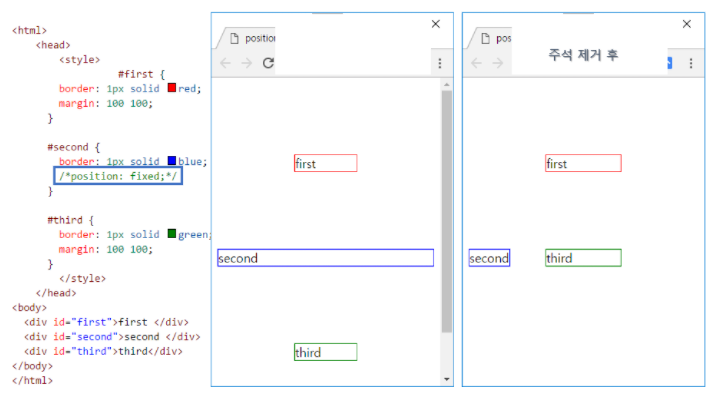 <html>
<head>
<style>
#first {
border: 1px solid red;
margin: 100 100;
}
#second {
border: 1px solid blue;
/*position: fixed;*/
}
#third {
border: 1px solid green;
margin: 100 100;
}
</style>
</head>
<body>
<div id="first">first </div>
<div id="second">second </div>
<div id="third">third</div>
</body>
</html>
position
first
second
third
pos
주석 제거 후
first
second
third